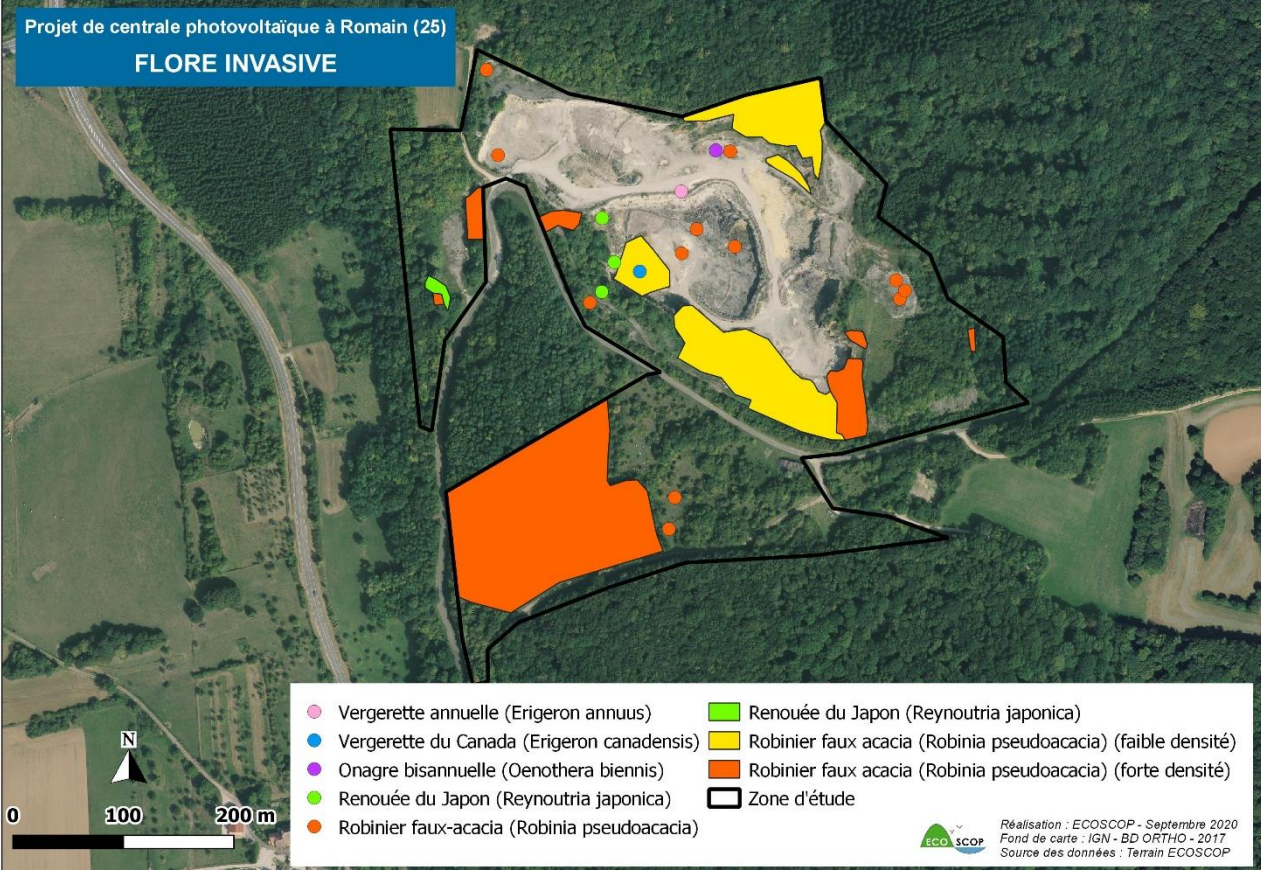 Projet de centrale photovoltaïque à Romain (25)
FLORE INVASIVE
Vergerette annuelle (Erigeron annuus)
Vergerette du Canada (Erigeron canadensis)
Onagre bisannuelle (Oenothera biennis)
Renouée du Japon (Reynoutria japonica)
Robinier faux-acacia (Robinia pseudoacacia)
Renouée du Japon (Reynoutria japonica)
Robinier faux acacia (Robinia pseudoacacia) (faible densité)
Robinier faux acacia (Robinia pseudoacacia) (forte densité)
Zone d'étude
N
0 100 200 m
ECO SCOP
Réalisation : ECOSCOP - Septembre 2020
Fond de carte : IGN - BD ORTHO - 2017
Source des données : Terrain ECOSCOP